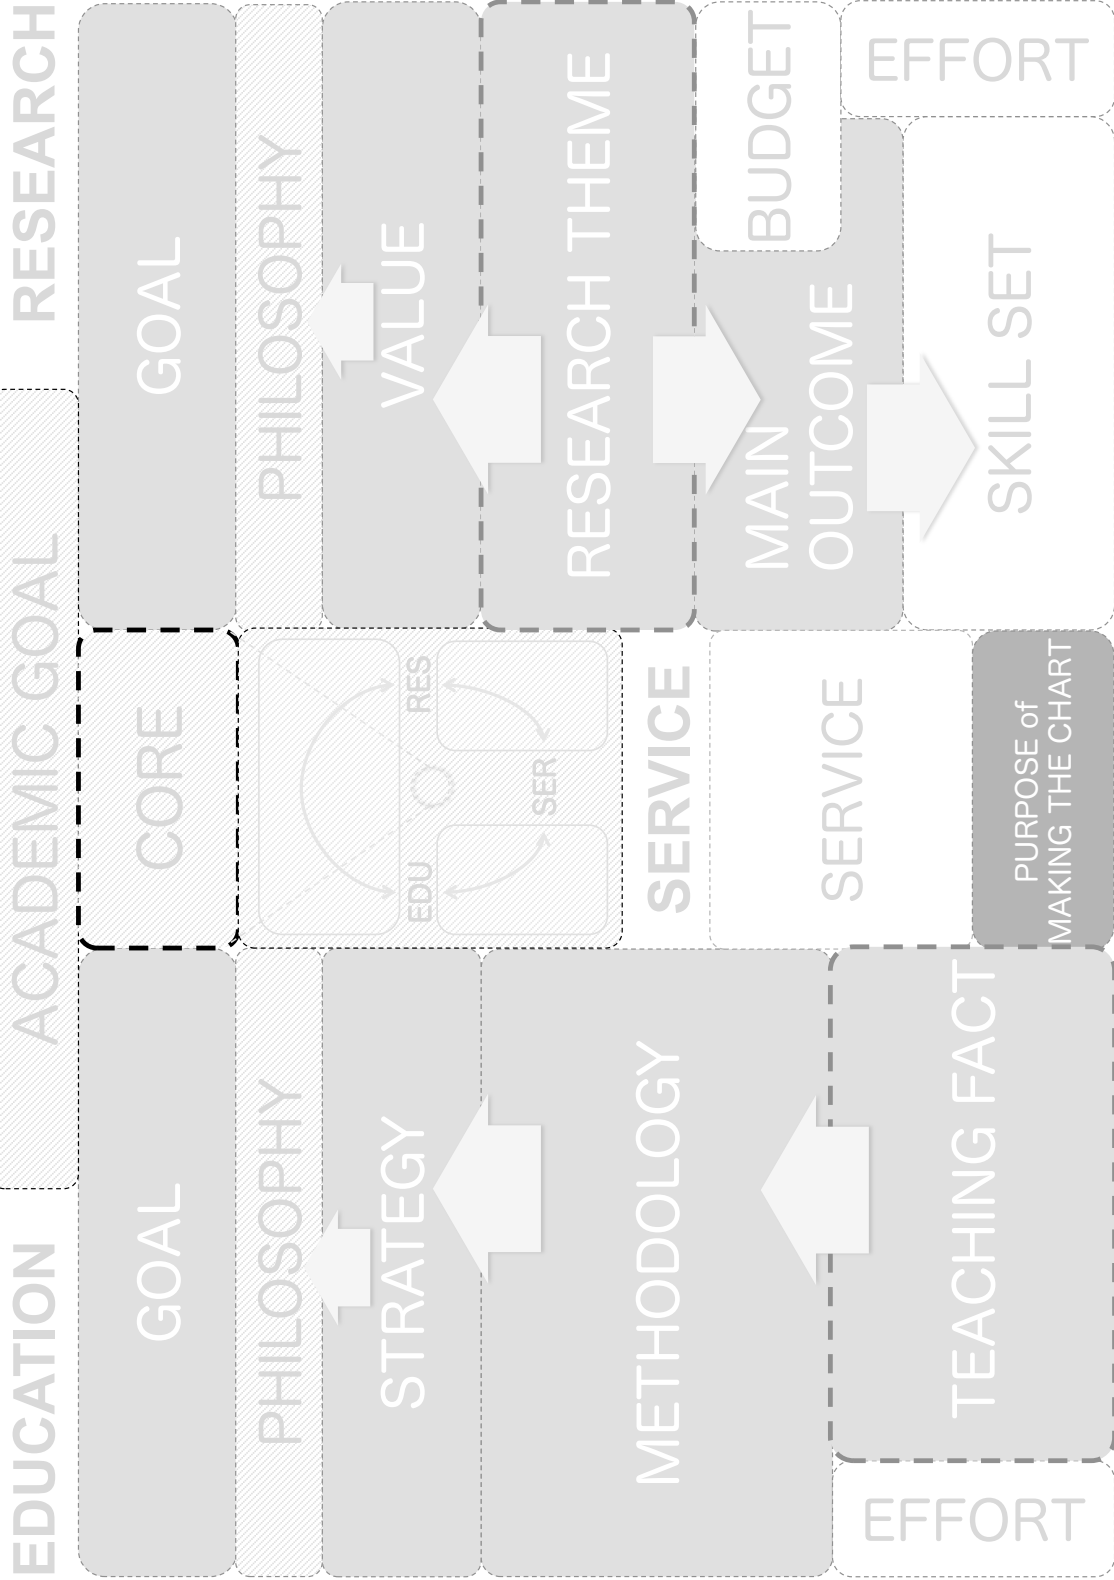 ACADEMIC GOAL
EDUCATION
RESEARCH
GOAL
CORE
GOAL
PHILOSOPHY
PHILOSOPHY
STRATEGY
VALUE
EDU
RES
SER
METHODOLOGY
RESEARCH THEME
SERVICE
SERVICE
BUDGET
MAIN
OUTCOME
EFFORT
TEACHING FACT
PURPOSE of
MAKING THE CHART
SKILL SET
EFFORT